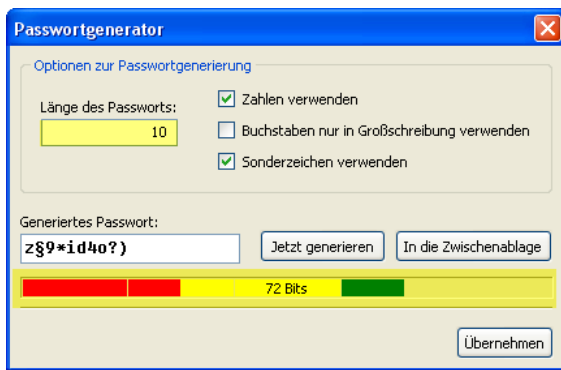 Passwortgenerator
Optionen zur Passwortgenerierung
Länge des Passworts:
10
Zahlen verwenden
Buchstaben nur in Großschreibung verwenden
Sonderzeichen verwenden
Generiertes Passwort:
z§9*id4o?)
Jetzt generieren
In die Zwischenablage
72 Bits
Übernehmen